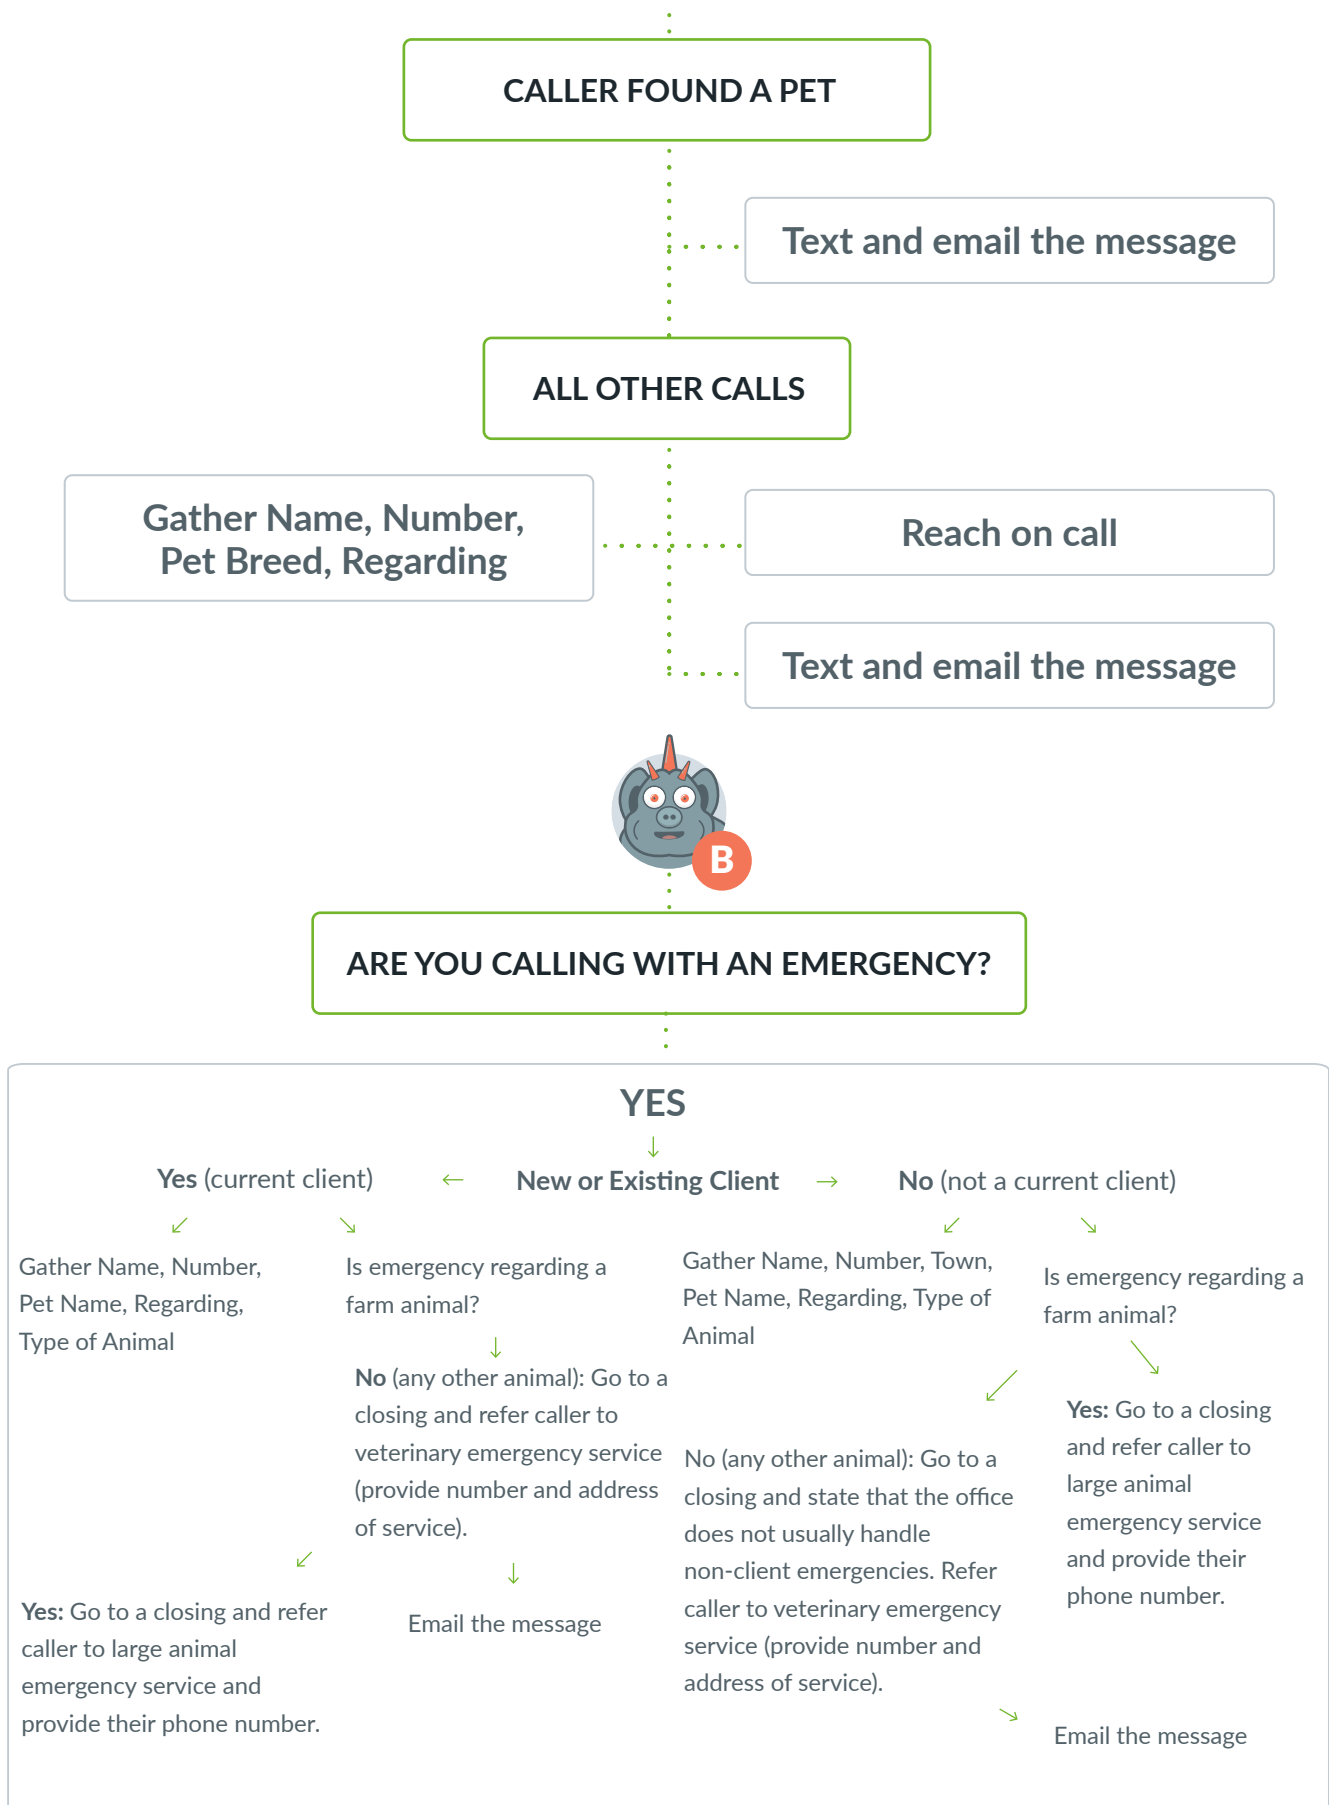 CALLER FOUND A PET
Text and email the message
ALL OTHER CALLS
Gather Name, Number,
Pet Breed, Regarding
Reach on call
Text and email the message
B
ARE YOU CALLING WITH AN EMERGENCY?
YES
Yes (current client)
New or Existing Client
No (not a current client)
Gather Name, Number,
Pet Name, Regarding,
Type of Animal
Is emergency regarding a
farm animal?
No (any other animal): Go to a
closing and refer caller to
veterinary emergency service
(provide number and address
of service).
Yes: Go to a closing and refer
caller to large animal
emergency service and
provide their phone number.
Email the message
Gather Name, Number, Town,
Pet Name, Regarding, Type of
Animal
Is emergency regarding a
farm animal?
No (any other animal): Go to a
closing and state that the office
does not usually handle
non-client emergencies. Refer
caller to veterinary emergency
service (provide number and
address of service).
Yes: Go to a closing
and refer caller to
large animal
emergency service
and provide their
phone number.
Email the message